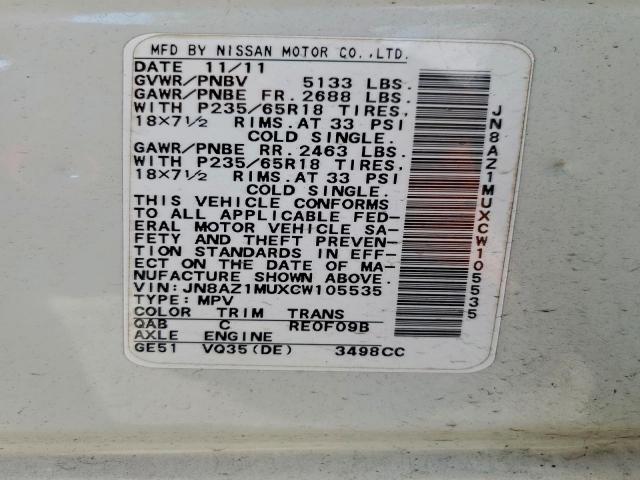 MFD BY NISSAN MOTOR CO.,LTD.
DATE 11/11
GVWR/PNBV 5133 LBS.
GAWR/PNBE FR. 2688 LBS.
WITH P235/65R18 TIRES,
18×7½ RIMS. AT 33 PSI
COLD SINGLE.
GAWR/PNBE RR. 2463 LBS.
WITH P235/65R18 TIRES,
18×7½ RIMS. AT 33 PSI
COLD SINGLE.
THIS VEHICLE CONFORMS
TO ALL APPLICABLE FED-
ERAL MOTOR VEHICLE SA-
FETY AND THEFT PREVEN-
TION STANDARDS IN EFF-
ECT ON THE DATE OF MA-
NUFACTURE SHOWN ABOVE.
VIN: JN8AZ1MUXCW105535
TYPE: MPV
COLOR TRIM TRANS
QAB C RE0F09B
AXLE ENGINE
GE51 VQ35(DE) 3498CC
JN8AZ1MUXCW105535